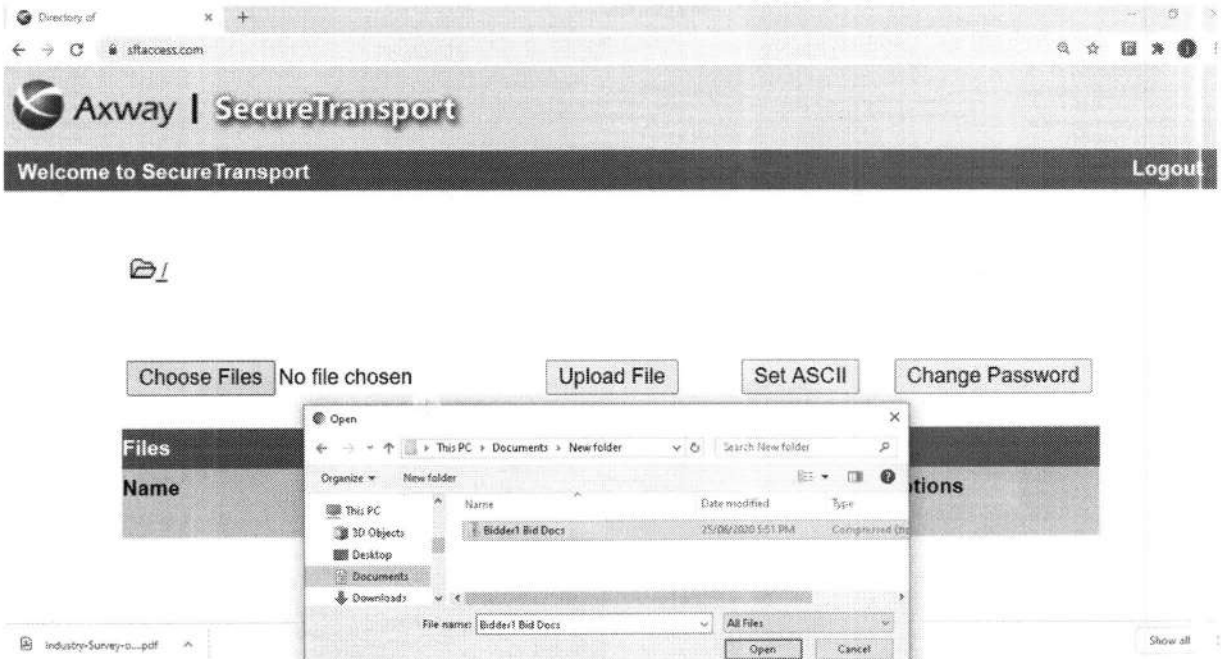 Directory of
sftaccess.com
Axway | SecureTransport
Welcome to SecureTransport Logout
/
Choose Files No file chosen Upload File Set ASCII Change Password
Open
This PC > Documents > New folder Search New folder
Files
Organize New folder
Name ptions
Name Date modified Type
This PC
Bidder1 Bid Docs 25/06/2020 5:51 PM Compressed
3D Objects
Desktop
Documents
Downloads
File name: Bidder1 Bid Docs All Files
Industry-Survey-o....pdf Show all
Open Cancel